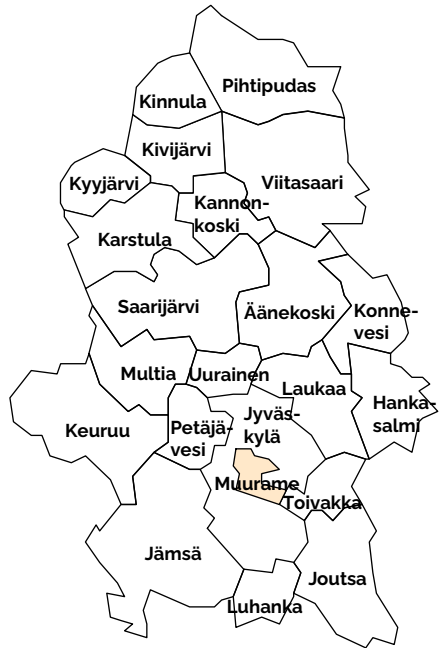 Pihtipudas
Kinnula
Kivijärvi
Kyyjärvi
Viitasaari
Kannon-
koski
Karstula
Saarijärvi
Äänekoski
Konne-
vesi
Multia
Uurainen
Laukaa
Hanka-
salmi
Keuruu
Petäjä-
vesi
Jyväs-
kylä
Muurame
Toivakka
Jämsä
Joutsa
Luhanka